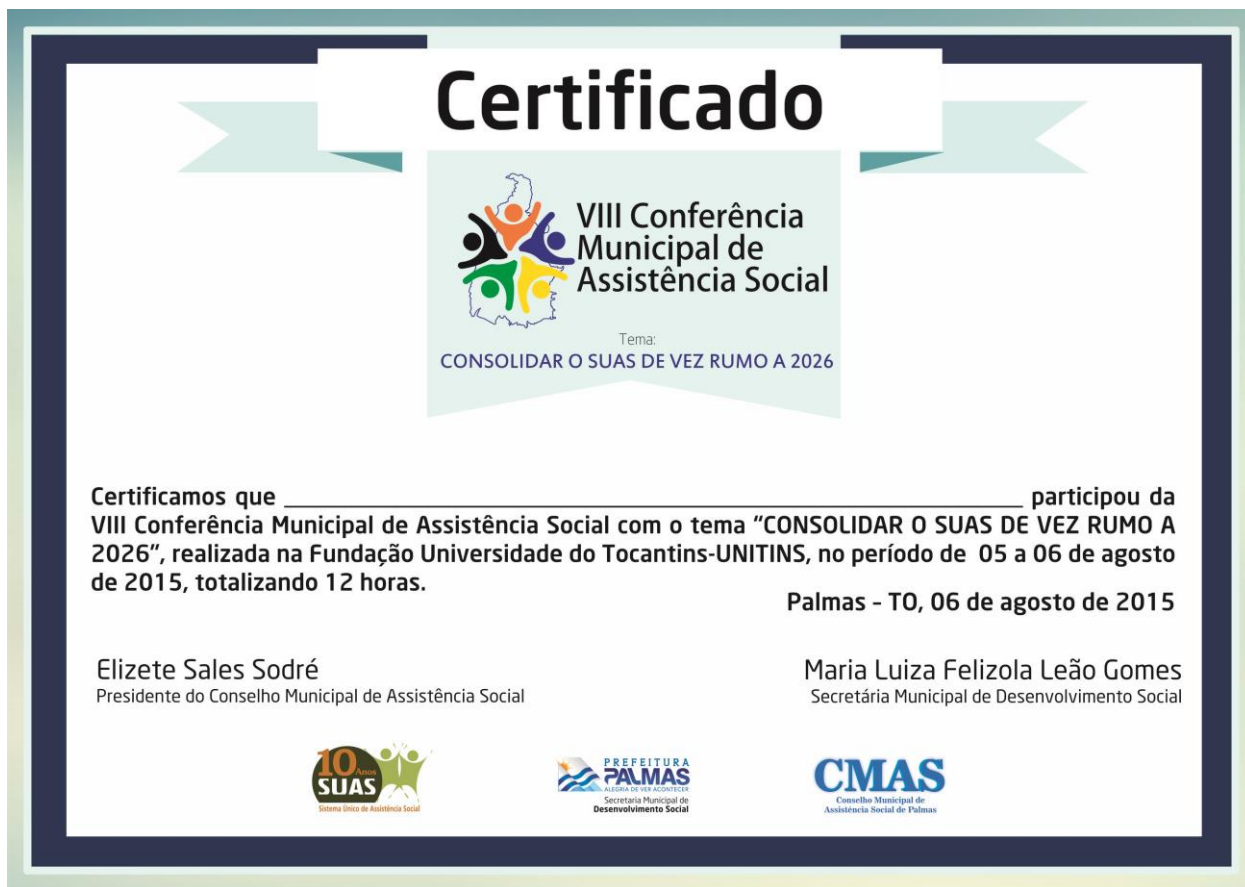 Certificado
VIII Conferência
Municipal de
Assistência Social
Tema:
CONSOLIDAR O SUAS DE VEZ RUMO A 2026
Certificamos que ______________________________ participou da
VIII Conferência Municipal de Assistência Social com o tema “CONSOLIDAR O SUAS DE VEZ RUMO A
2026”, realizada na Fundação Universidade do Tocantins-UNITINS, no período de 05 a 06 de agosto
de 2015, totalizando 12 horas.
Palmas – TO, 06 de agosto de 2015
Elizete Sales Sodré
Presidente do Conselho Municipal de Assistência Social
Maria Luiza Felizola Leão Gomes
Secretária Municipal de Desenvolvimento Social
10 Anos
SUAS
Sistema Único de Assistência Social
PREFEITURA
PALMAS
ALEGRIA DE VER ACONTECER
Secretaria Municipal de
Desenvolvimento Social
CMAS
Conselho Municipal de
Assistência Social de Palmas